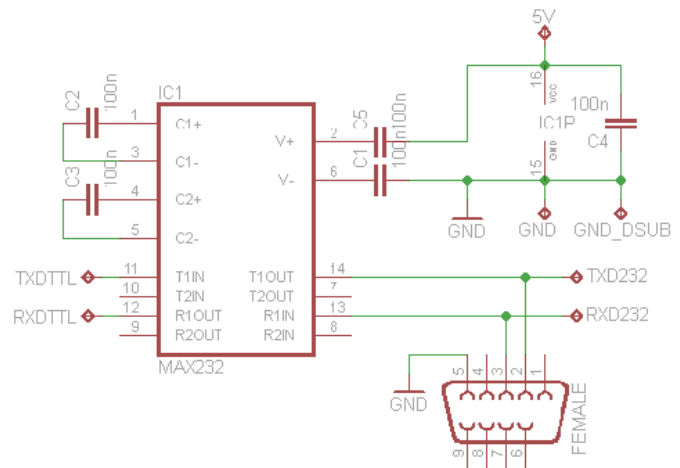 5V
IC1
C2
100n
1
C1+
3
C1-
C3
100n
4
C2+
5
C2-
V+
2
C5
100n
V-
6
C1
100n
16
VCC
IC1P
15
GND
100n
C4
GND
GND
GND_DSUB
TXDTTL
11
T1IN
T1OUT
14
TXD232
10
T2IN
T2OUT
7
RXDTTL
12
R1OUT
R1IN
13
RXD232
9
R2OUT
R2IN
8
MAX232
GND
5
4
3
2
1
FEMALE
9
8
7
6